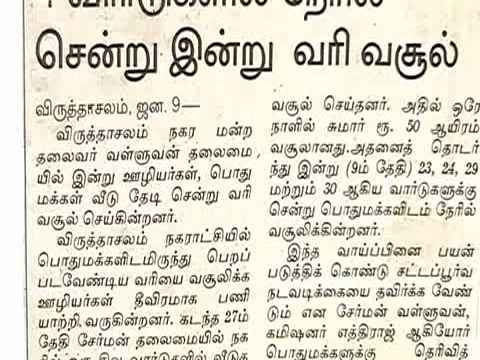 4 வார்டுகளில் நேரில்
சென்று இன்று வரி வசூல்
விருத்தாசலம், ஜன. 9—
விருத்தாசலம் நகர மன்ற
தலைவர் வள்ளுவன் தலைமை
யில் இன்று ஊழியர்கள், பொது
மக்கள் வீடு தேடி சென்று வரி
வசூல் செய்கின்றனர்.
விருத்தாசலம் நகராட்சியில்
பொதுமக்களிடமிருந்து பெறப்
படவேண்டிய வரியை வசூலிக்க
ஊழியர்கள் தீவிரமாக பணி
யாற்றி வருகின்றனர். கடந்த 27ம்
தேதி சேர்மன் தலைமையில் நக
வசூல் செய்தனர். அதில் ஒரே
நாளில் சுமார் ரூ. 50 ஆயிரம்
வசூலானது. அதனைத் தொடர்
ந்து இன்று (9ம் தேதி) 23, 24, 29
மற்றும் 30 ஆகிய வார்டுகளுக்கு
சென்று பொதுமக்களிடம் நேரில்
வசூலிக்கின்றனர்.
இந்த வாய்ப்பினை பயன்
படுத்திக் கொண்டு சட்டப்பூர்வ
நடவடிக்கையை தவிர்க்க வேண்
டும் என சேர்மன் வள்ளுவன்,
கமிஷனர் எத்திராஜ் ஆகியோர்
பொதுமக்களுக்கு தெரிவித்